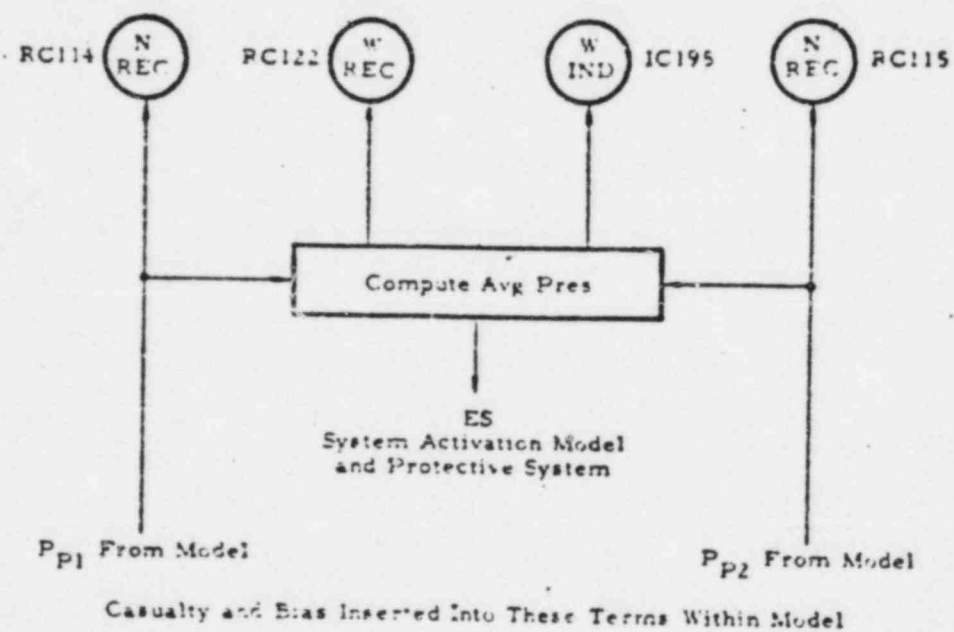 RC114
N
REC
RC122
W
REC
W
IND
IC195
N
REC
RC115
Compute Avg Pres
ES
System Activation Model
and Protective System
PP1 From Model
PP2 From Model
Casualty and Bias Inserted Into These Terms Within Model